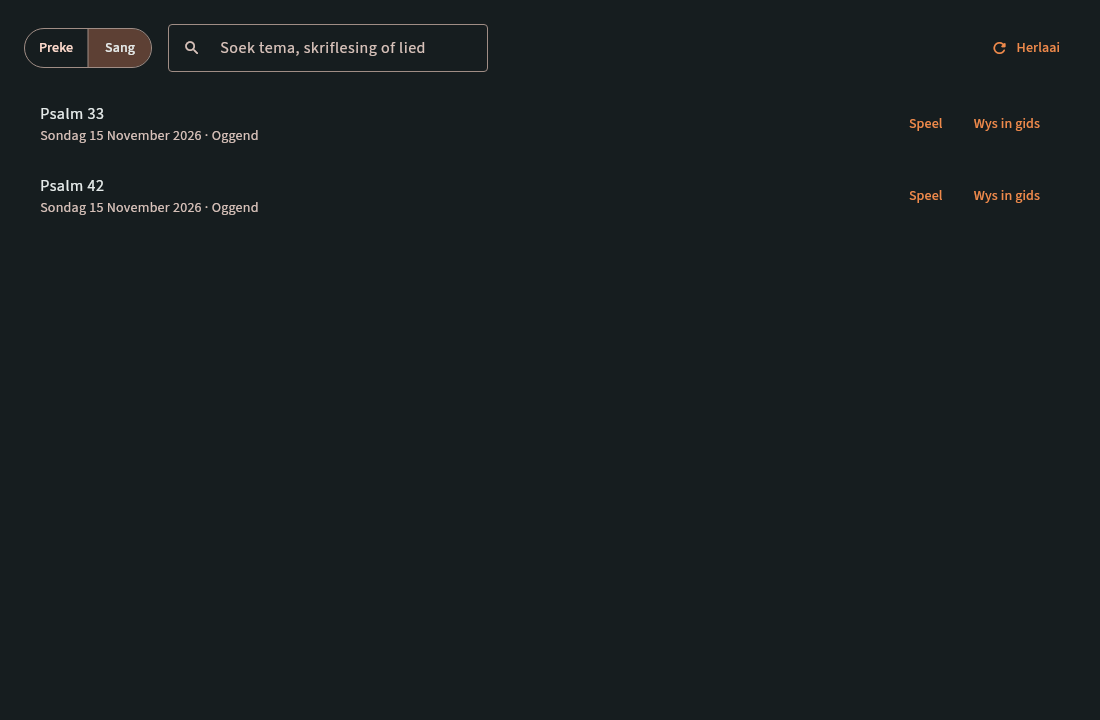 Preke Sang Soek tema, skriflesing of lied Herlaai
Psalm 33
Sondag 15 November 2026 · Oggend
Speel Wys in gids
Psalm 42
Sondag 15 November 2026 · Oggend
Speel Wys in gids